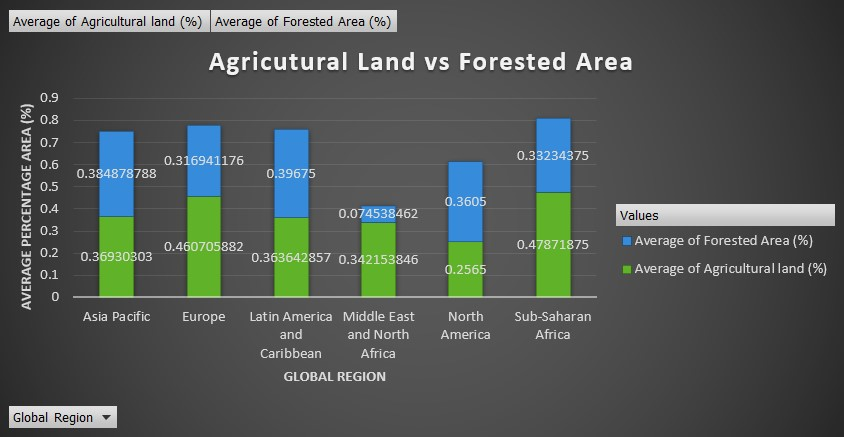 Average of Agricultural land (%) Average of Forested Area (%)
Agricutural Land vs Forested Area
AVERAGE PERCENTAGE AREA (%)
0.9
0.8
0.7
0.6
0.5
0.4
0.3
0.2
0.1
0
0.384878788
0.316941176
0.39675
0.074538462
0.3605
0.33234375
0.36930303
0.460705882
0.363642857
0.342153846
0.2565
0.47871875
Asia Pacific
Europe
Latin America
and
Caribbean
Middle East
and North
Africa
North
America
Sub-Saharan
Africa
GLOBAL REGION
Values
Average of Forested Area (%)
Average of Agricultural land (%)
Global Region